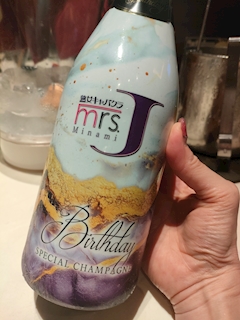 mrs. J
Minami
Birthday
SPECIAL CHAMPAGNE